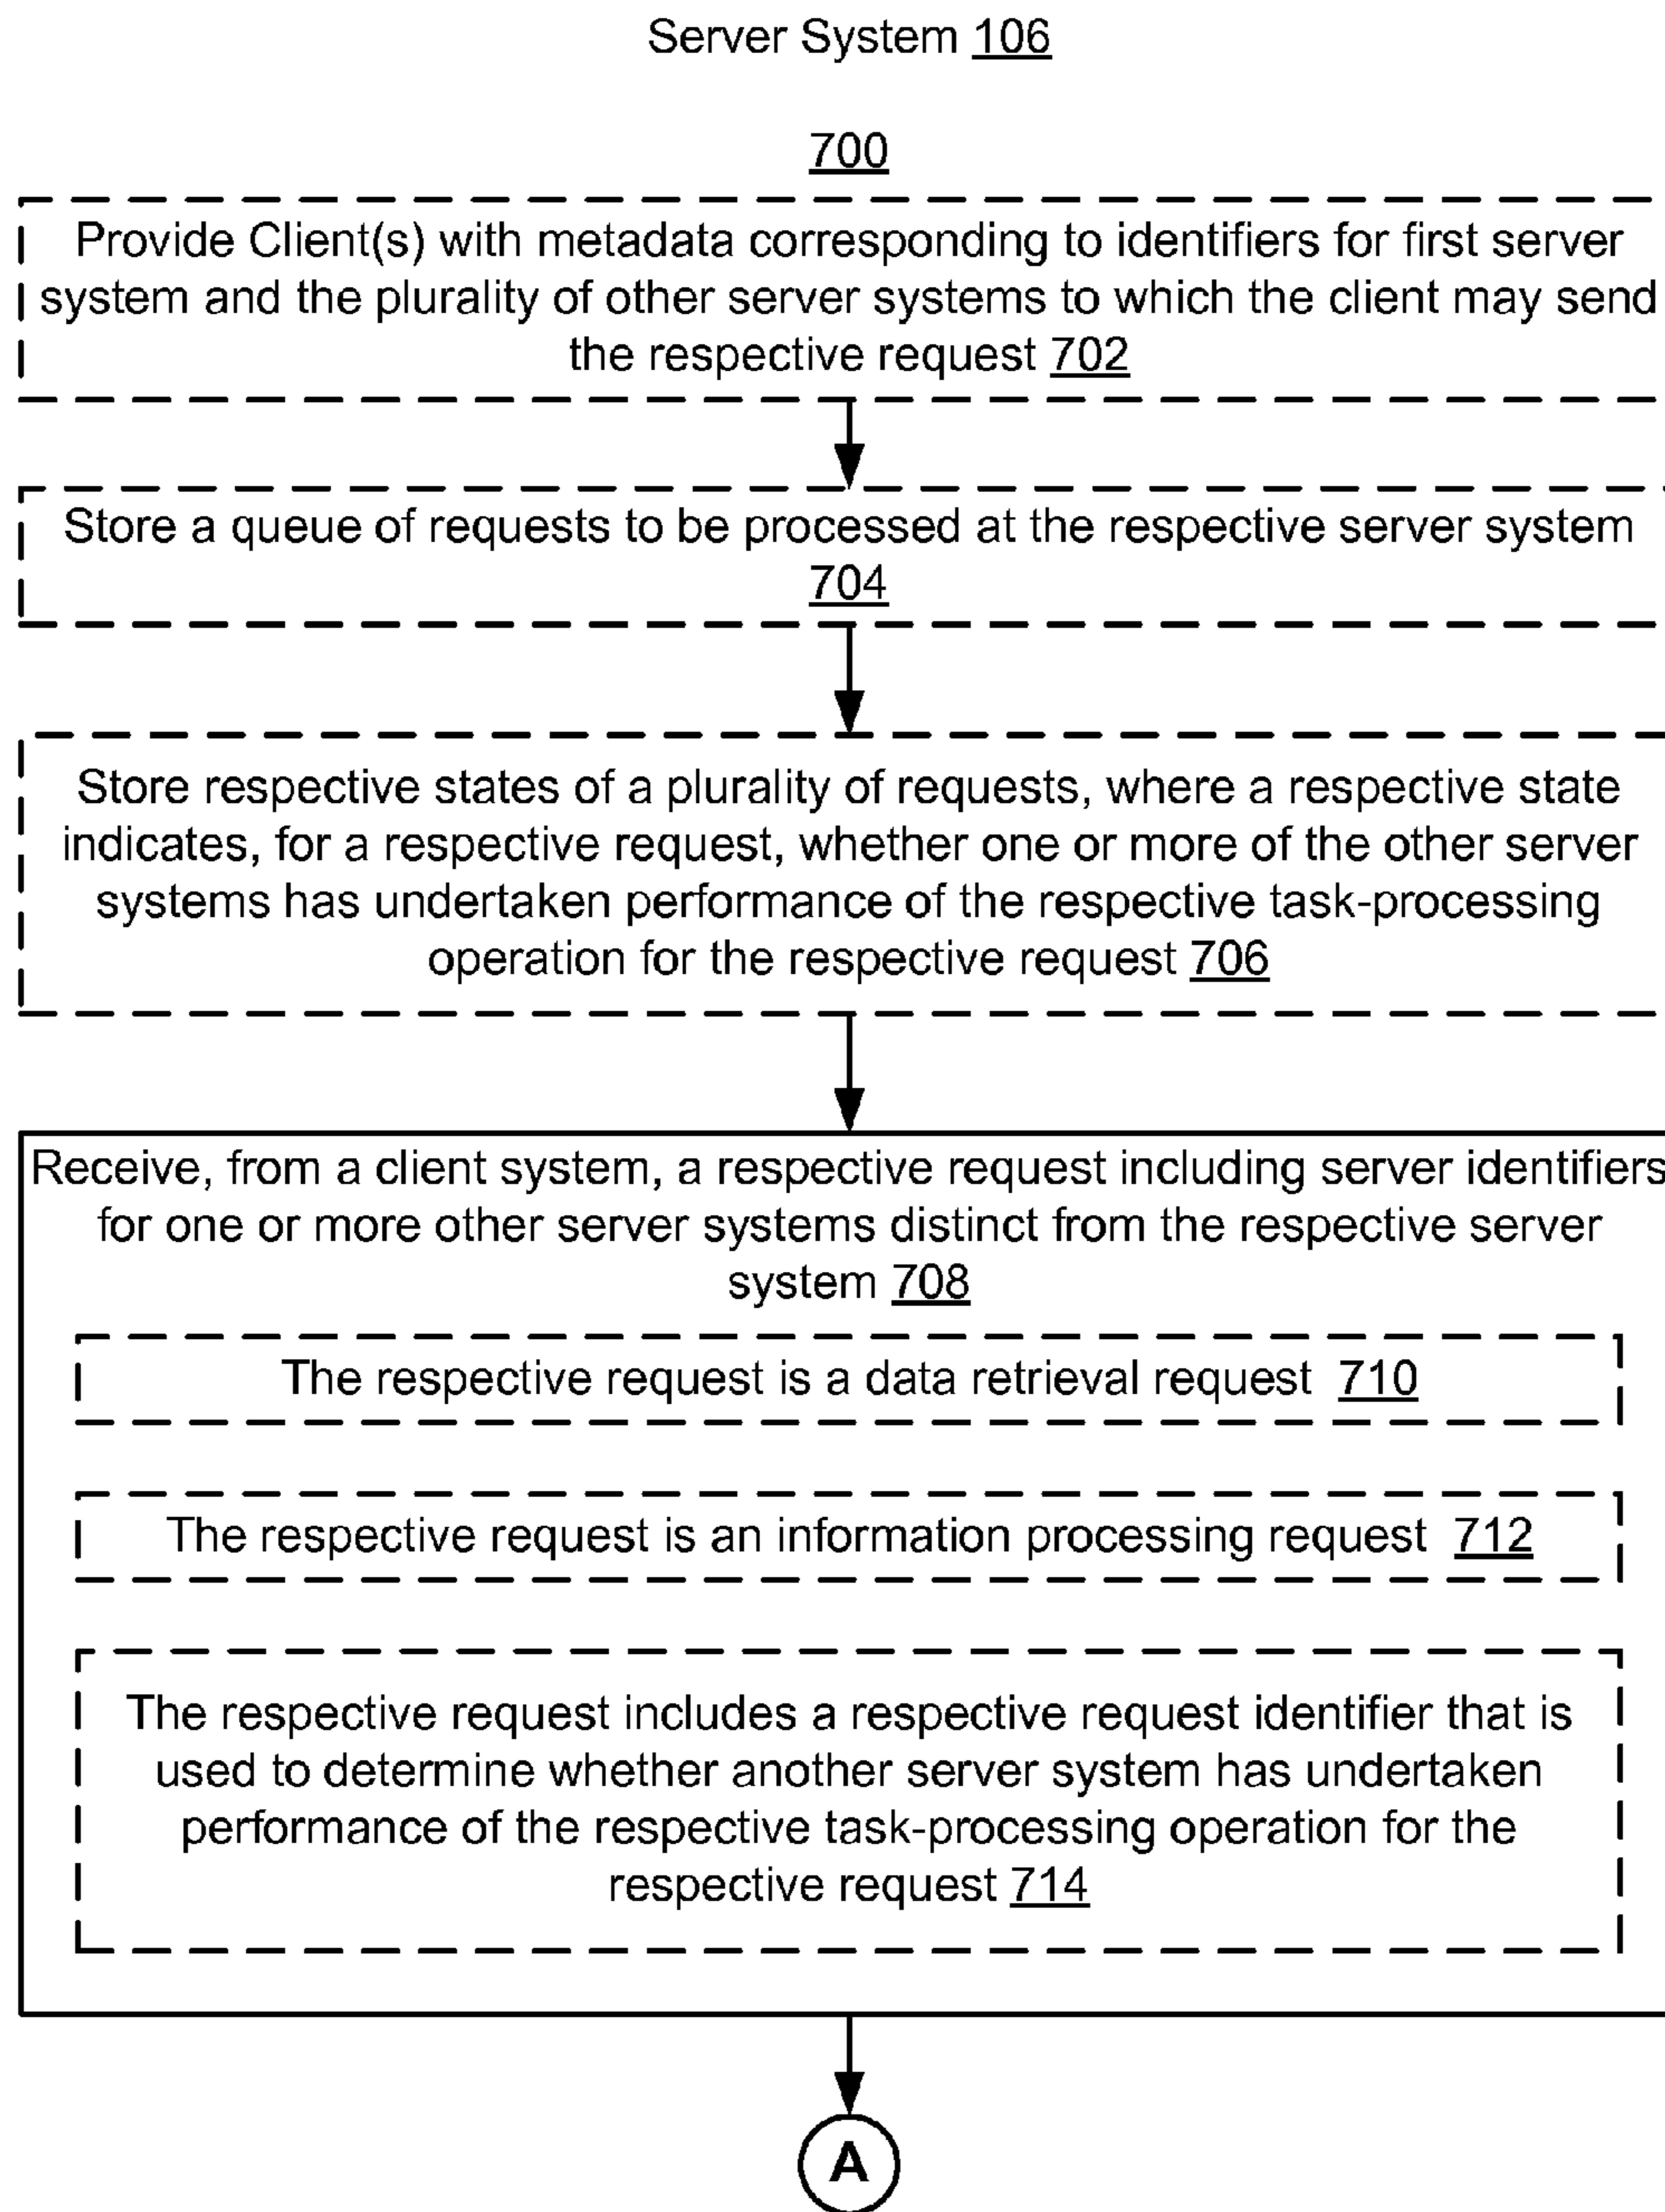 Server System 106
700
Provide Client(s) with metadata corresponding to identifiers for first server
system and the plurality of other server systems to which the client may send
the respective request 702
Store a queue of requests to be processed at the respective server system
704
Store respective states of a plurality of requests, where a respective state
indicates, for a respective request, whether one or more of the other server
systems has undertaken performance of the respective task-processing
operation for the respective request 706
Receive, from a client system, a respective request including server identifiers
for one or more other server systems distinct from the respective server
system 708
The respective request is a data retrieval request 710
The respective request is an information processing request 712
The respective request includes a respective request identifier that is
used to determine whether another server system has undertaken
performance of the respective task-processing operation for the
respective request 714
A